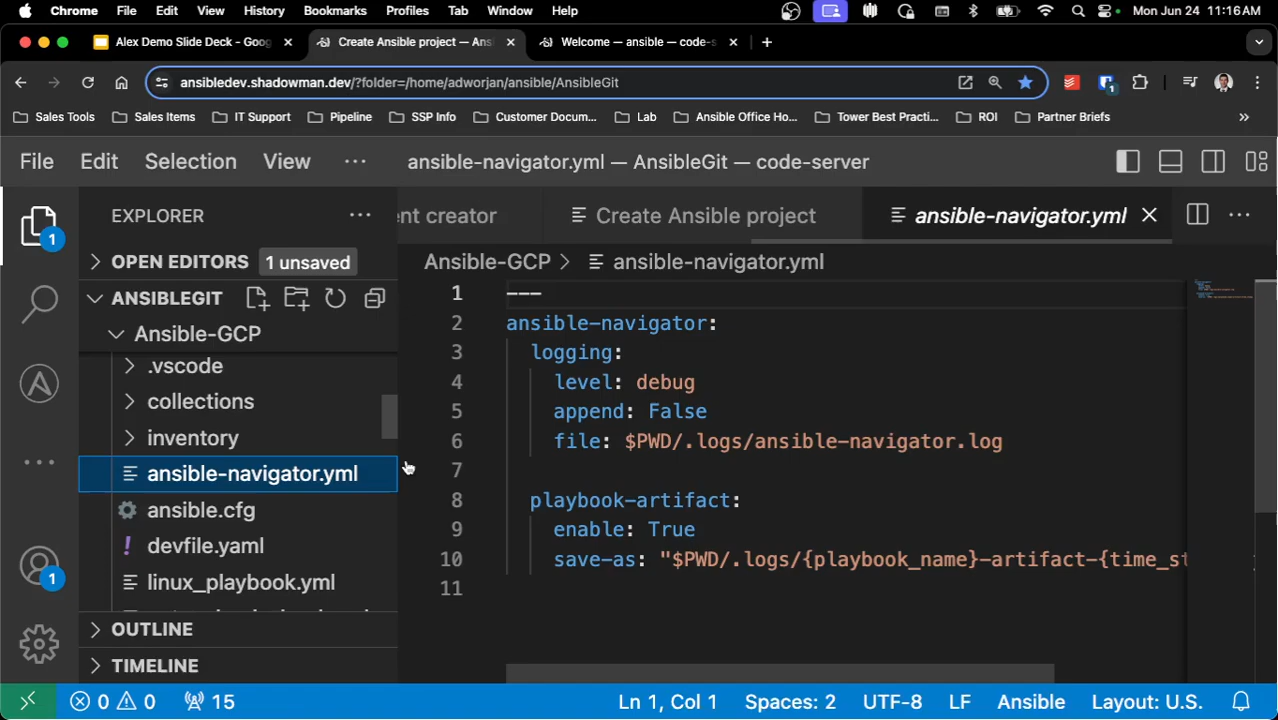 Chrome File Edit View History Bookmarks Profiles Tab Window Help Mon Jun 24 11:16 AM
Alex Demo Slide Deck - Goog
Create Ansible project — Ans
Welcome — ansible — code-s
ansibledev.shadowman.dev/?folder=/home/adworjan/ansible/AnsibleGit
Sales Tools Sales Items IT Support Pipeline SSP Info Customer Docum... Lab Ansible Office Ho... Tower Best Practi... ROI Partner Briefs »
File Edit Selection View ··· ansible-navigator.yml — AnsibleGit — code-server
EXPLORER ···
nt creator Create Ansible project ansible-navigator.yml
1
OPEN EDITORS 1 unsaved
Ansible-GCP > ansible-navigator.yml
ANSIBLEGIT
Ansible-GCP
.vscode
collections
inventory
ansible-navigator.yml
ansible.cfg
devfile.yaml
linux_playbook.yml
OUTLINE
TIMELINE
1 ---
2 ansible-navigator:
3 logging:
4 level: debug
5 append: False
6 file: $PWD/.logs/ansible-navigator.log
7
8 playbook-artifact:
9 enable: True
10 save-as: "$PWD/.logs/{playbook_name}-artifact-{time_st
11
1
0 0 15 Ln 1, Col 1 Spaces: 2 UTF-8 LF Ansible Layout: U.S.